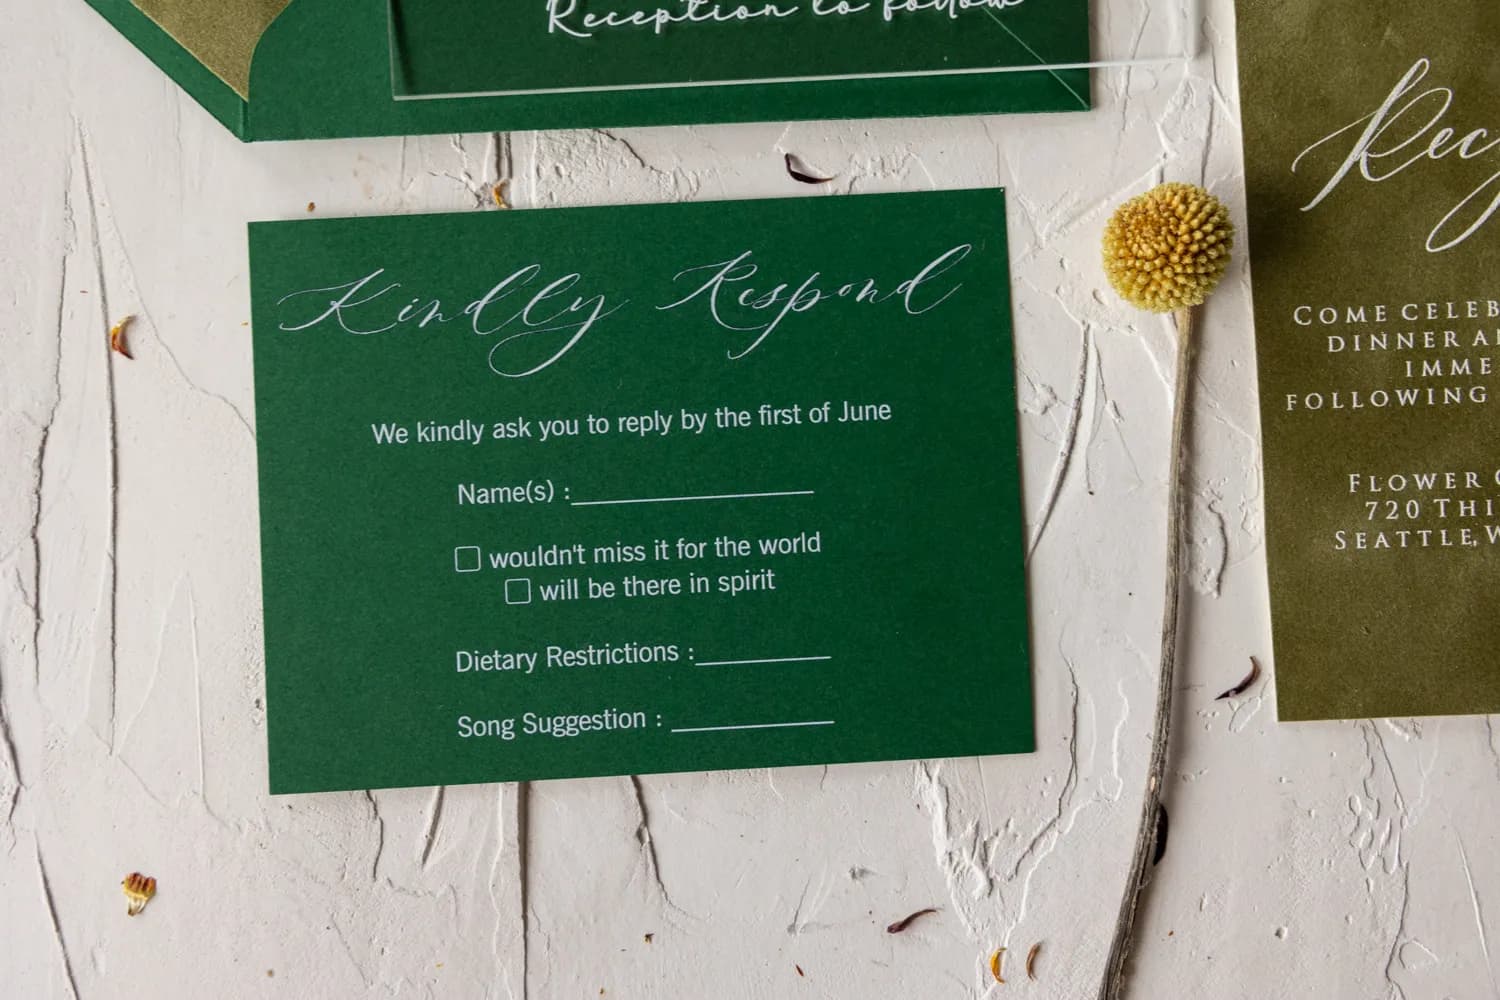 Reception to follow
Kindly Respond
We kindly ask you to reply by the first of June
Name(s) :
wouldn't miss it for the world
will be there in spirit
Dietary Restrictions :
Song Suggestion :
COME CELEB
DINNER A
IMME
FOLLOWING
FLOWER
720 THI
SEATTLE, W